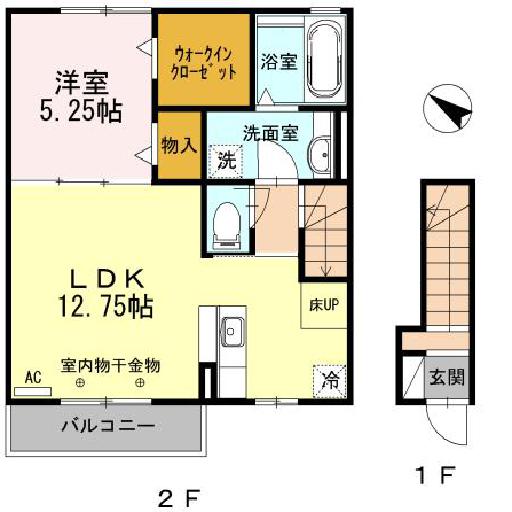 洋室
5.25帖
ウォークイン
クローゼット
浴室
物入
洗面室
洗
LDK
12.75帖
床UP
室内物干金物
AC
冷
玄関
バルコニー
1F
2F